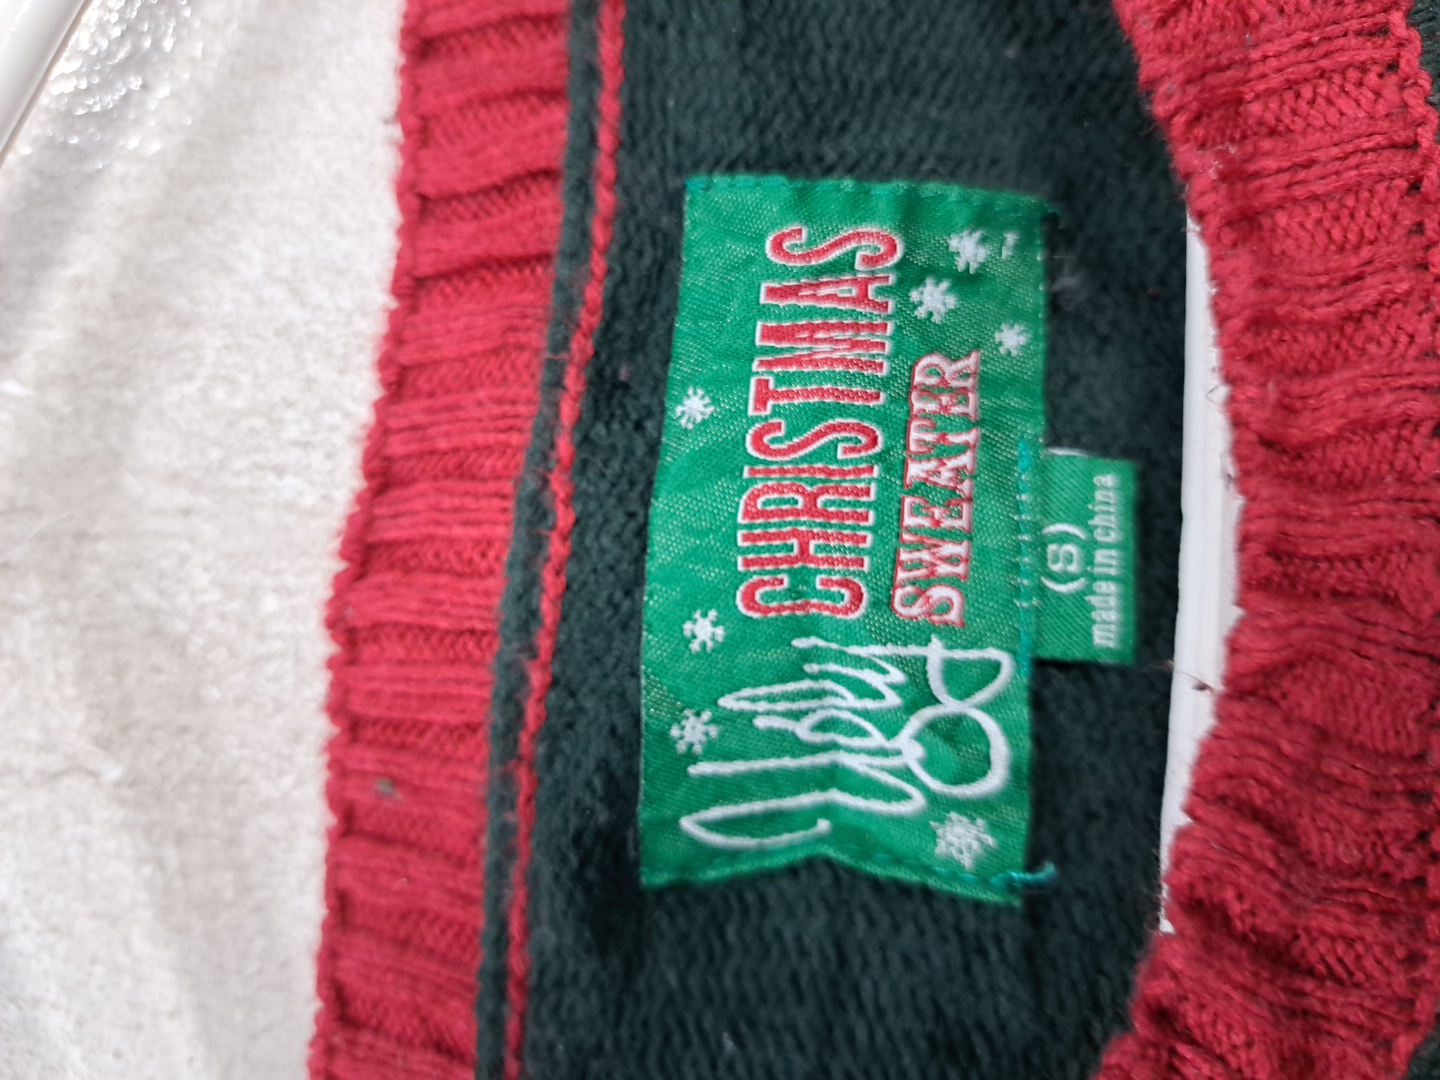 Ugly CHRISTMAS
SWEATER
(S)
made in china